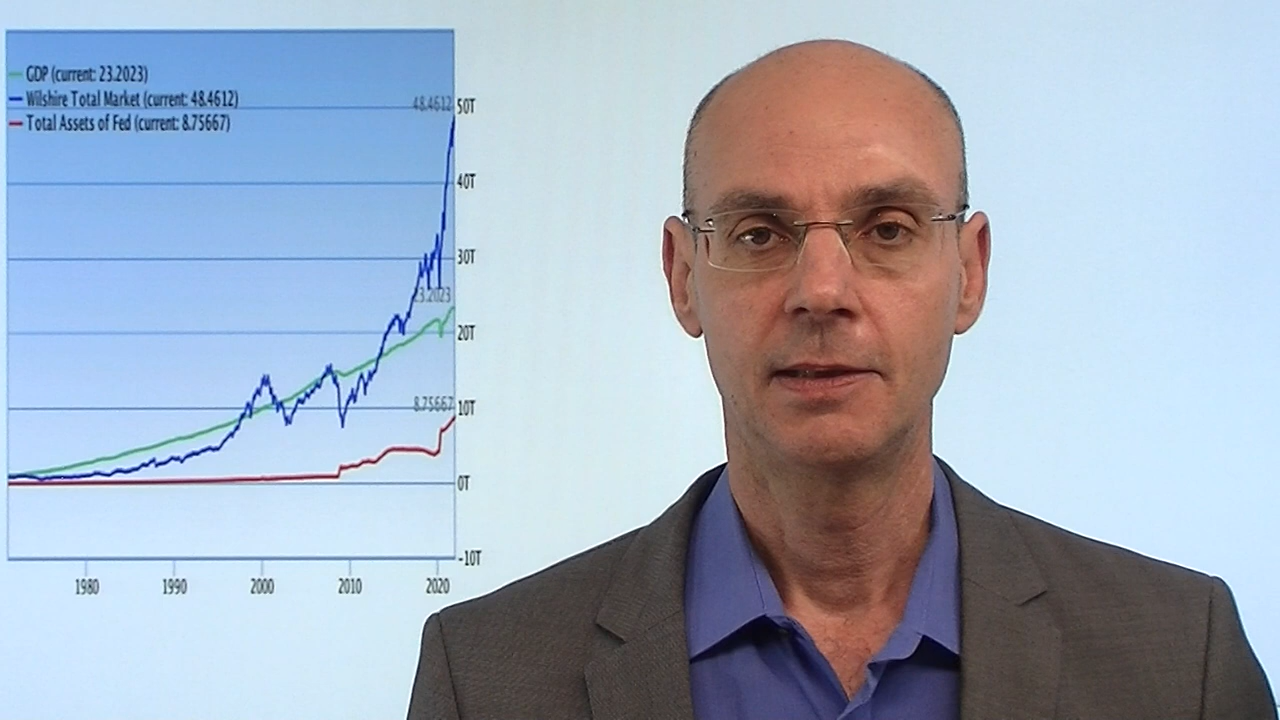 GDP (current: 23.2023)
Wilshire Total Market (current: 48.4612)
Total Assets of Fed (current: 8.75667)
48.4612
50T
40T
30T
23.2023
20T
8.75667
10T
0T
-10T
1980 1990 2000 2010 2020